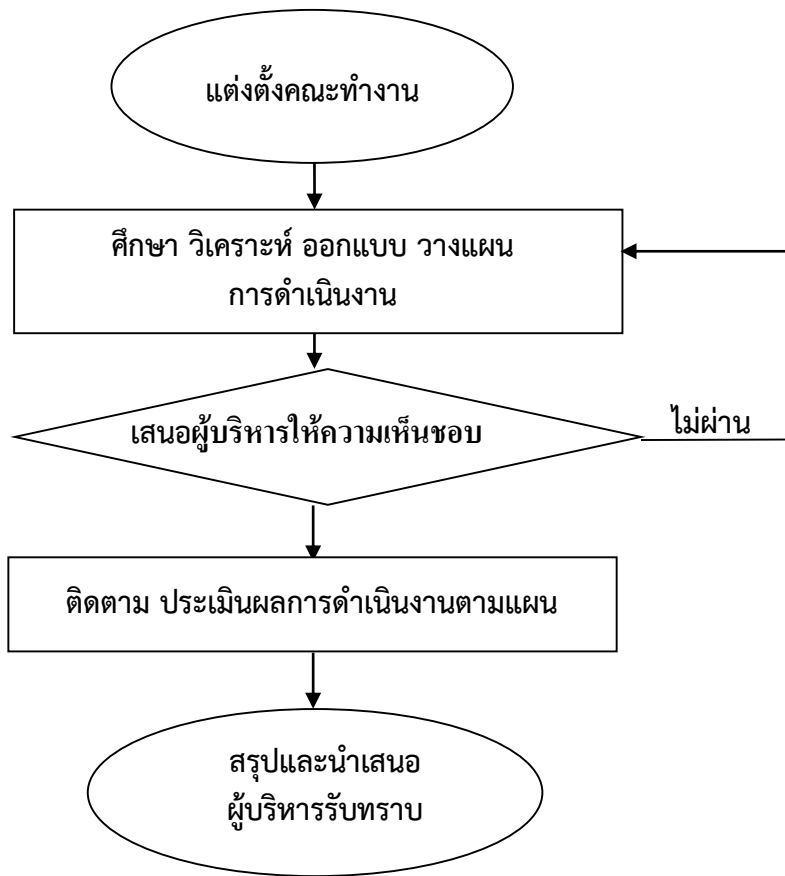 แต่งตั้งคณะทำงาน
ศึกษา วิเคราะห์ ออกแบบ วางแผน
การดำเนินงาน
เสนอผู้บริหารให้ความเห็นชอบ
ไม่ผ่าน
ติดตาม ประเมินผลการดำเนินงานตามแผน
สรุปและนำเสนอ
ผู้บริหารรับทราบ